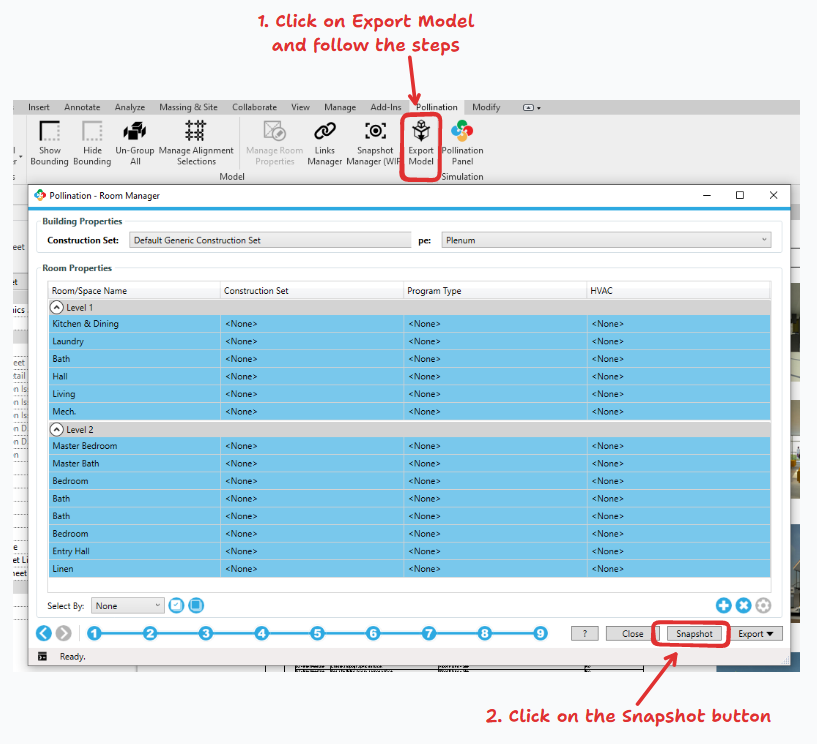 1. Click on Export Model
and follow the steps
Insert Annotate Analyze Massing & Site Collaborate View Manage Add-Ins Pollination Modify
Show Bounding
Hide Bounding
Un-Group All
Manage Alignment Selections
Manage Room Properties
Links Manager
Snapshot Manager (WIP
Export Model
Pollination Panel
Model
Simulation
Pollination - Room Manager
Building Properties
Construction Set: Default Generic Construction Set pe: Plenum
Room Properties
Room/Space Name Construction Set Program Type HVAC
Level 1
Kitchen & Dining <None> <None> <None>
Laundry <None> <None> <None>
Bath <None> <None> <None>
Hall <None> <None> <None>
Living <None> <None> <None>
Mech. <None> <None> <None>
Level 2
Master Bedroom <None> <None> <None>
Master Bath <None> <None> <None>
Bedroom <None> <None> <None>
Bath <None> <None> <None>
Bath <None> <None> <None>
Bedroom <None> <None> <None>
Entry Hall <None> <None> <None>
Linen <None> <None> <None>
Select By: None
1 2 3 4 5 6 7 8 9 ? Close Snapshot Export
Ready.
2. Click on the Snapshot button